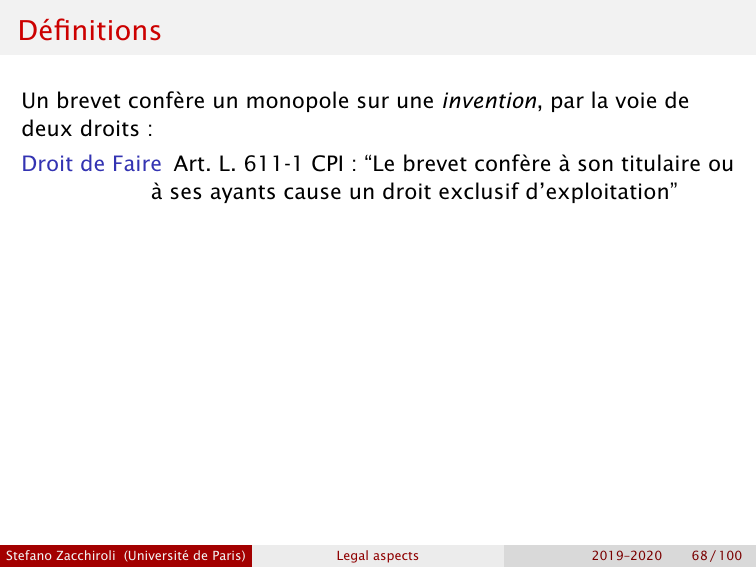 Définitions
Un brevet confère un monopole sur une invention, par la voie de
deux droits :
Droit de Faire Art. L. 611-1 CPI : “Le brevet confère à son titulaire ou
à ses ayants cause un droit exclusif d’exploitation”
Stefano Zacchiroli (Université de Paris) Legal aspects 2019–2020 68 / 100